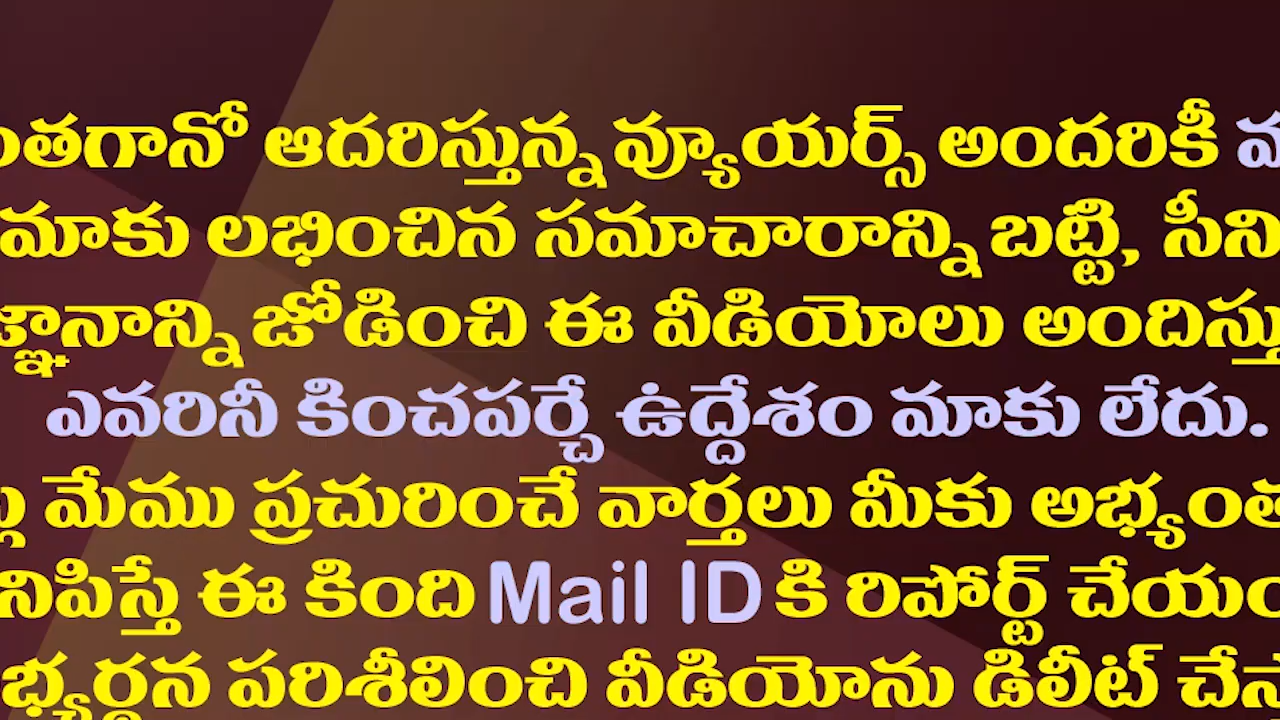 ంతగానో ఆదరిస్తున్న వ్యూయర్స్ అందరికీ
మాకు లభించిన సమాచారాన్ని బట్టి, సీని
జ్ఞానాన్ని జోడించి ఈ వీడియోలు అందిస్తు
ఎవరినీ కించపర్చే ఉద్దేశం మాకు లేదు.
మేము ప్రచురించే వార్తలు మీకు అభ్యంత
నిపిస్తే ఈ కింది Mail ID కి రిపోర్ట్ చేయం
భ్యర్థన పరిశీలించి వీడియోను డిలీట్ చేస